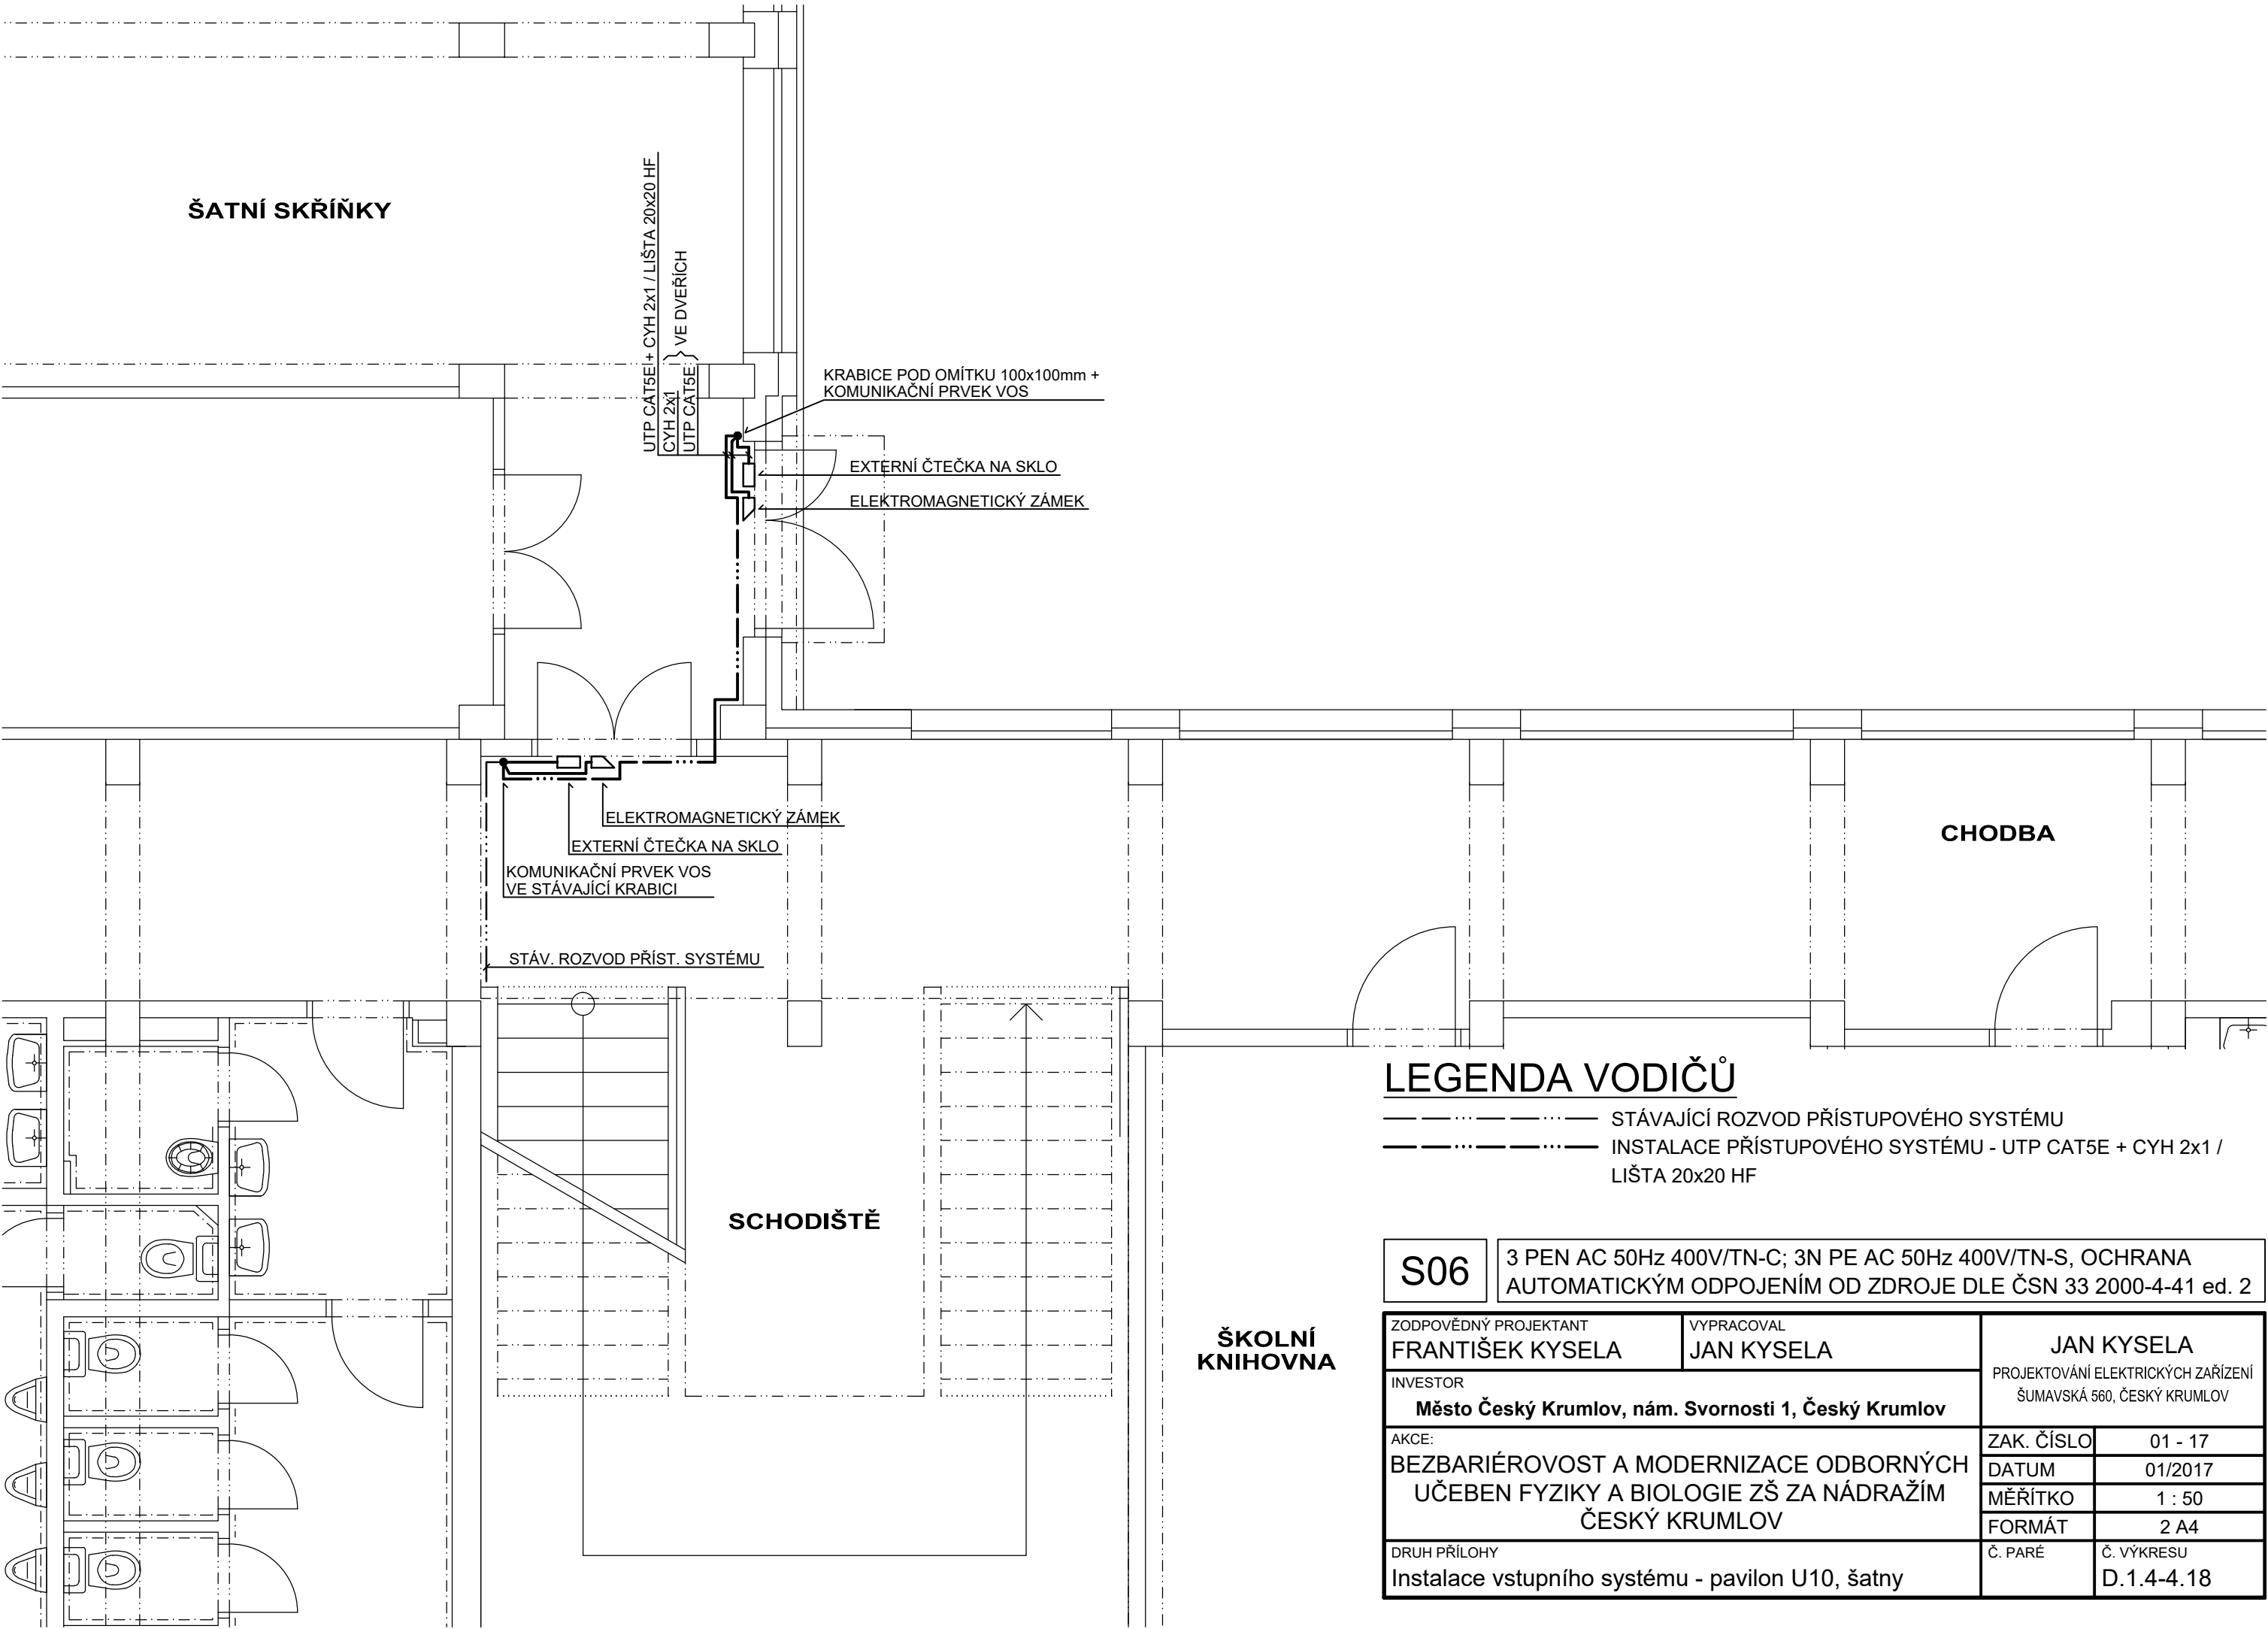 ŠATNÍ SKŘÍŇKY
UTP CAT5E+ CYH 2x1 / LIŠTA 20x20 HF
CYH 2x1
UTP CAT5E
VE DVEŘÍCH
KRABICE POD OMÍTKU 100x100mm +
KOMUNIKAČNÍ PRVEK VOS
EXTERNÍ ČTEČKA NA SKLO
ELEKTROMAGNETICKÝ ZÁMEK
ELEKTROMAGNETICKÝ ZÁMEK
EXTERNÍ ČTEČKA NA SKLO
KOMUNIKAČNÍ PRVEK VOS
VE STÁVAJÍCÍ KRABICI
STÁV. ROZVOD PŘÍST. SYSTÉMU
CHODBA
SCHODIŠTĚ
ŠKOLNÍ
KNIHOVNA
LEGENDA VODIČŮ
STÁVAJÍCÍ ROZVOD PŘÍSTUPOVÉHO SYSTÉMU
INSTALACE PŘÍSTUPOVÉHO SYSTÉMU - UTP CAT5E + CYH 2x1 /
LIŠTA 20x20 HF
S06
3 PEN AC 50Hz 400V/TN-C; 3N PE AC 50Hz 400V/TN-S, OCHRANA
AUTOMATICKÝM ODPOJENÍM OD ZDROJE DLE ČSN 33 2000-4-41 ed. 2
ZODPOVĚDNÝ PROJEKTANT
FRANTIŠEK KYSELA
VYPRACOVAL
JAN KYSELA
JAN KYSELA
PROJEKTOVÁNÍ ELEKTRICKÝCH ZAŘÍZENÍ
ŠUMAVSKÁ 560, ČESKÝ KRUMLOV
INVESTOR
Město Český Krumlov, nám. Svornosti 1, Český Krumlov
AKCE:
BEZBARIÉROVOST A MODERNIZACE ODBORNÝCH
UČEBEN FYZIKY A BIOLOGIE ZŠ ZA NÁDRAŽÍM
ČESKÝ KRUMLOV
ZAK. ČÍSLO 01 - 17
DATUM 01/2017
MĚŘÍTKO 1 : 50
FORMÁT 2 A4
DRUH PŘÍLOHY
Instalace vstupního systému - pavilon U10, šatny
Č. PARÉ
Č. VÝKRESU
D.1.4-4.18